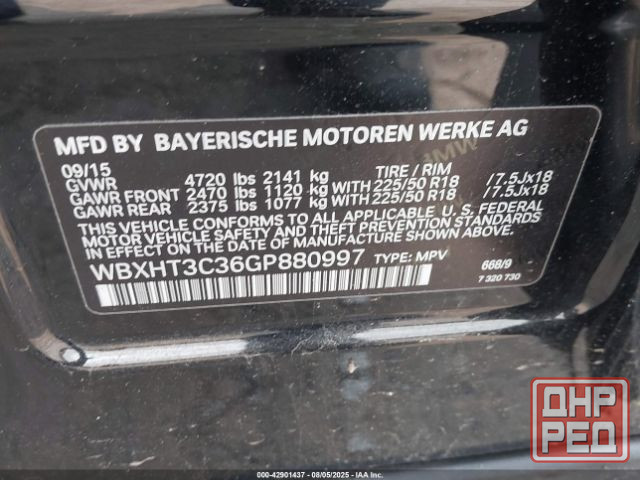 MFD BY BAYERISCHE MOTOREN WERKE AG
09/15
GVWR 4720 lbs 2141 kg TIRE / RIM
GAWR FRONT 2470 lbs 1120 kg WITH 225/50 R18 /7.5Jx18
GAWR REAR 2375 lbs 1077 kg WITH 225/50 R18 /7.5Jx18
THIS VEHICLE CONFORMS TO ALL APPLICABLE U.S. FEDERAL
MOTOR VEHICLE SAFETY AND THEFT PREVENTION STANDARDS
IN EFFECT ON THE DATE OF MANUFACTURE SHOWN ABOVE.
WBXHT3C36GP880997 TYPE: MPV 668/9
7 320 730
ДНР
РЕД
000-42901437 - 08/05/2025 - IAAI, INC.